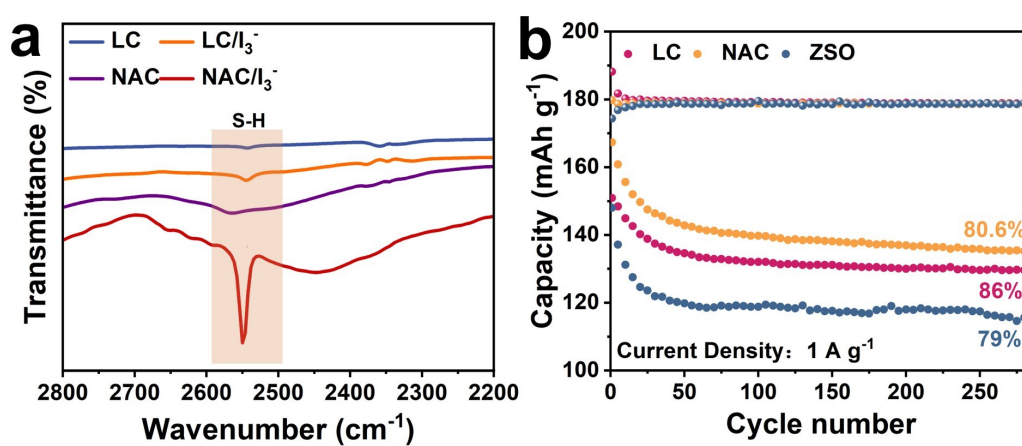 a
LC LC/I₃⁻
NAC NAC/I₃⁻
S-H
Transmittance (%)
2800 2700 2600 2500 2400 2300 2200
Wavenumber (cm⁻¹)
b
LC NAC ZSO
200
180
160
140
120
100
Capacity (mAh g⁻¹)
80.6%
86%
79%
Current Density：1 A g⁻¹
0 50 100 150 200 250
Cycle number